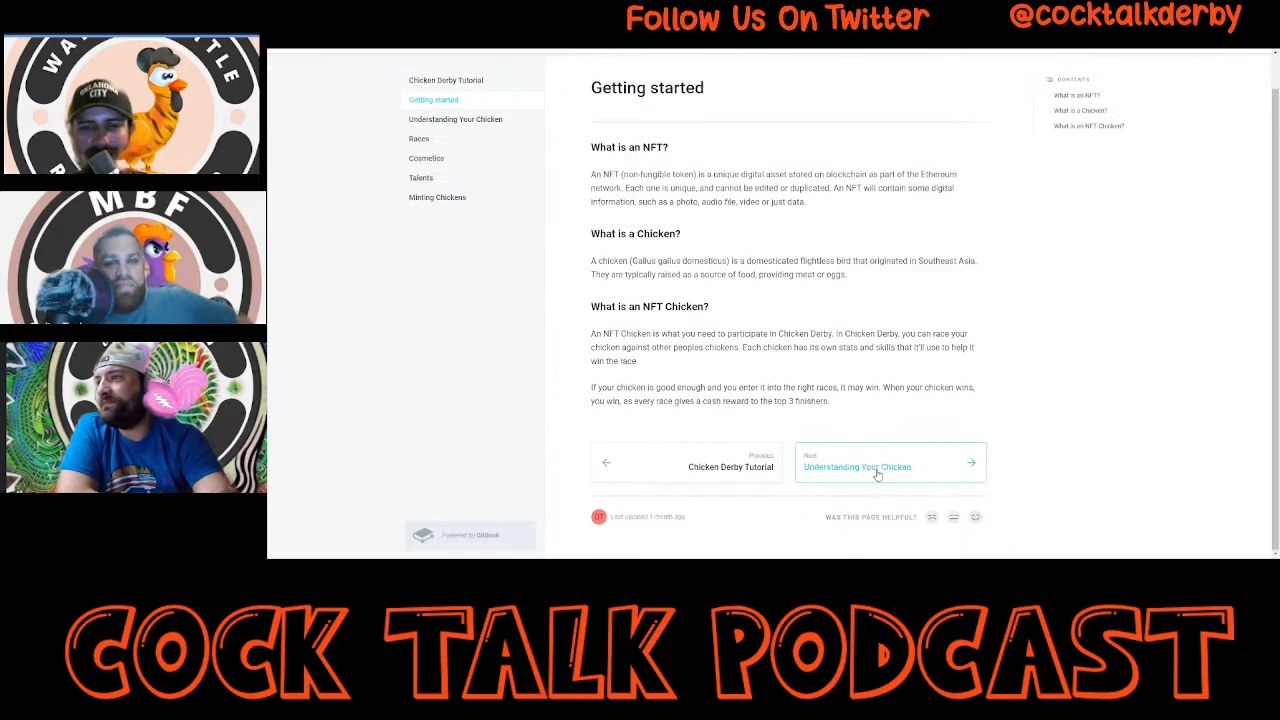 Follow Us On Twitter
@cocktalkderby
OKLAHOMA
CITY
MBF
Chicken Derby Tutorial
Getting started
Understanding Your Chicken
Races
Cosmetics
Talents
Minting Chickens
Powered by GitBook
Getting started
What is an NFT?
An NFT (non-fungible token) is a unique digital asset stored on blockchain as part of the Ethereum
network. Each one is unique, and cannot be edited or duplicated. An NFT will contain some digital
information, such as a photo, audio file, video or just data.
What is a Chicken?
A chicken (Gallus gallus domesticus) is a domesticated flightless bird that originated in Southeast Asia.
They are typically raised as a source of food, providing meat or eggs.
What is an NFT Chicken?
An NFT Chicken is what you need to participate in Chicken Derby. In Chicken Derby, you can race your
chicken against other peoples chickens. Each chicken has its own stats and skills that it'll use to help it
win the race.
If your chicken is good enough and you enter it into the right races, it may win. When your chicken wins,
you win, as every race gives a cash reward to the top 3 finishers.
Previous
Chicken Derby Tutorial
Next
Understanding Your Chicken
DT
Last updated 1 month ago
WAS THIS PAGE HELPFUL?
CONTENTS
What is an NFT?
What is a Chicken?
What is an NFT Chicken?
COCK TALK PODCAST